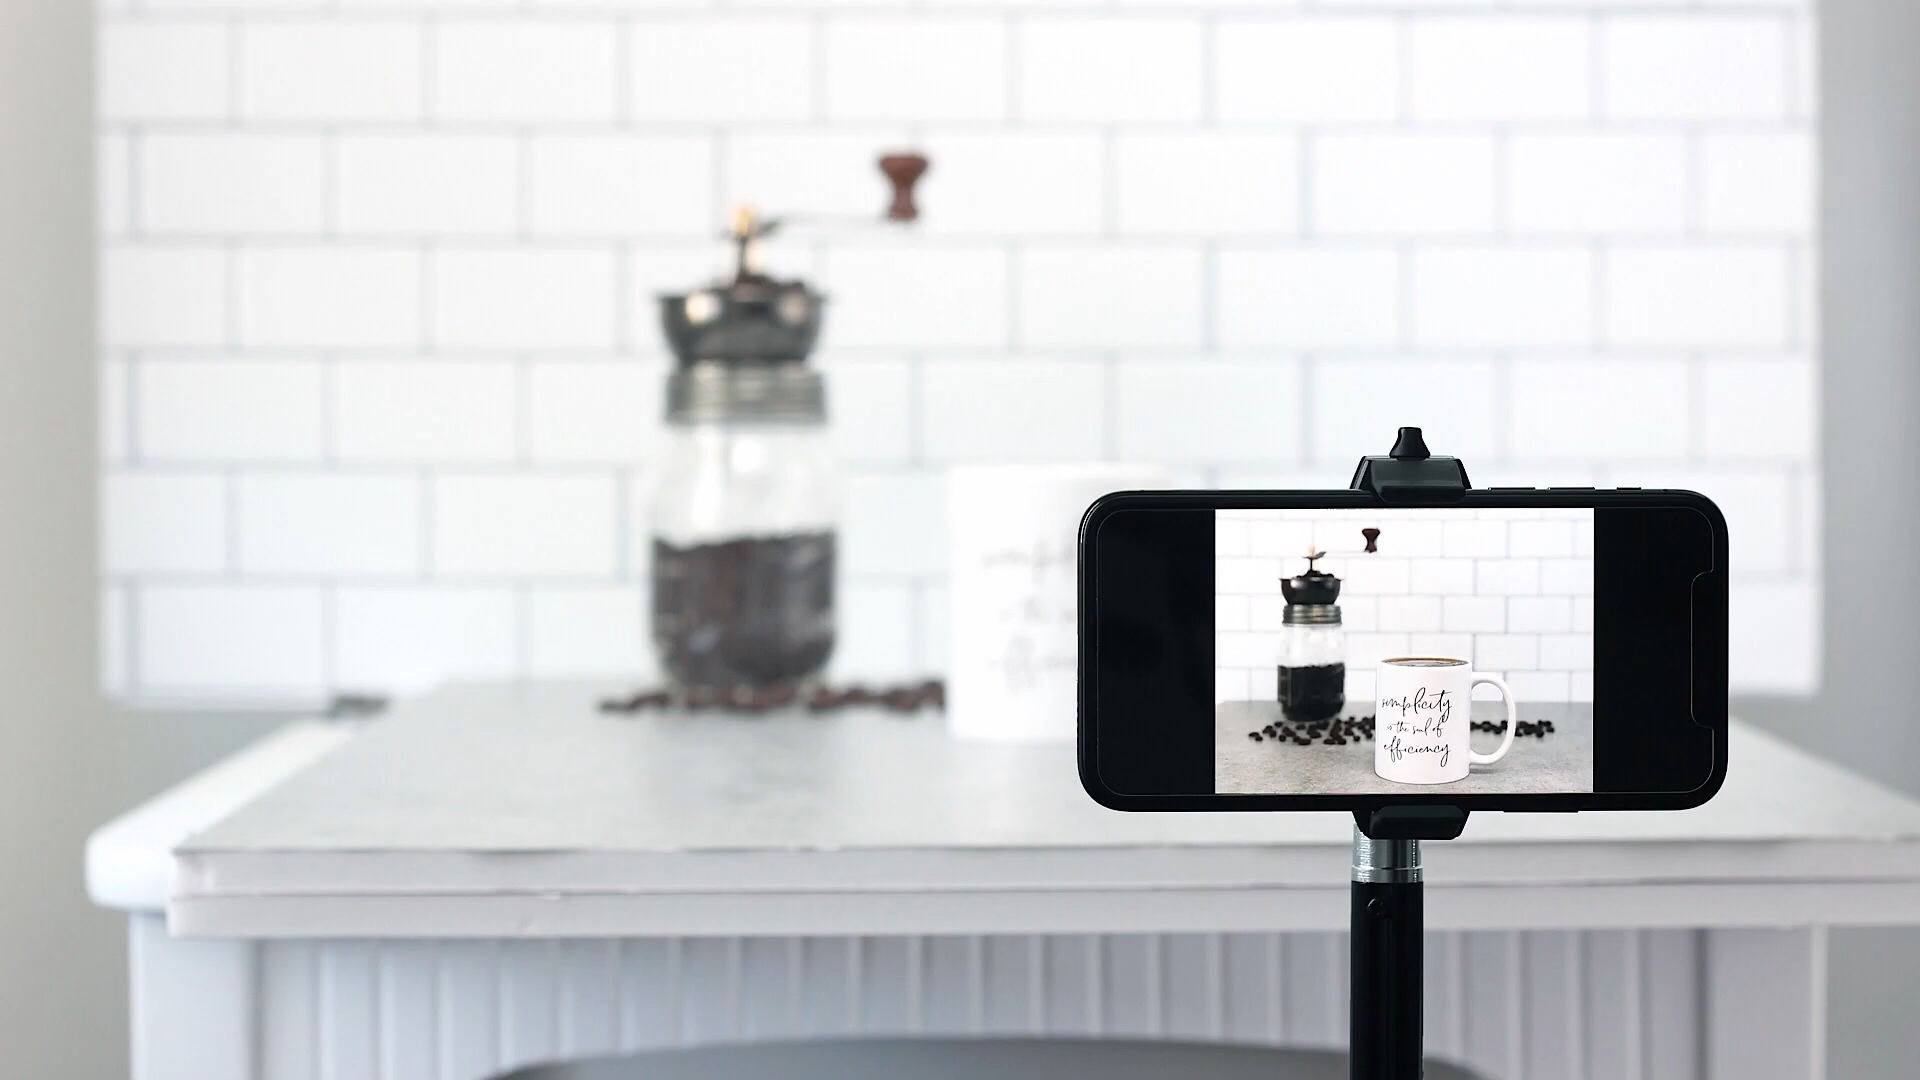 simplicity
is the soul of
efficiency